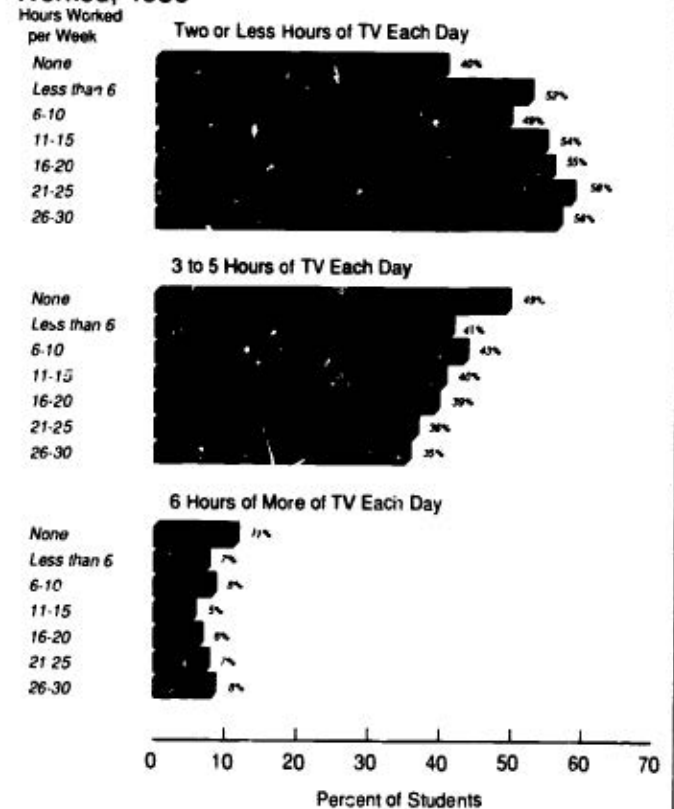 Hours Worked
per Week
Two or Less Hours of TV Each Day
None 40%
Less than 6 52%
6-10 49%
11-15 54%
16-20 55%
21-25 58%
26-30 56%
3 to 5 Hours of TV Each Day
None 49%
Less than 6 41%
6-10 43%
11-15 40%
16-20 39%
21-25 36%
26-30 35%
6 Hours of More of TV Each Day
None 11%
Less than 6 7%
6-10 8%
11-15 5%
16-20 6%
21 25 7%
26-30 8%
0 10 20 30 40 50 60 70
Percent of Students